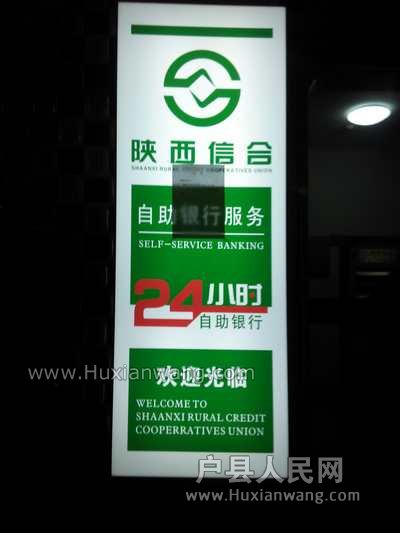 陕西信合
SHAANXI RURAL CREDIT COOPERATIVES UNION
自助银行服务
SELF-SERVICE BANKING
24小时
自助银行
www.Huxianwang.com
欢迎光临
WELCOME TO
SHAANXI RURAL CREDIT
COOPERRATIVES UNION
户县人民网
www.Huxianwang.com